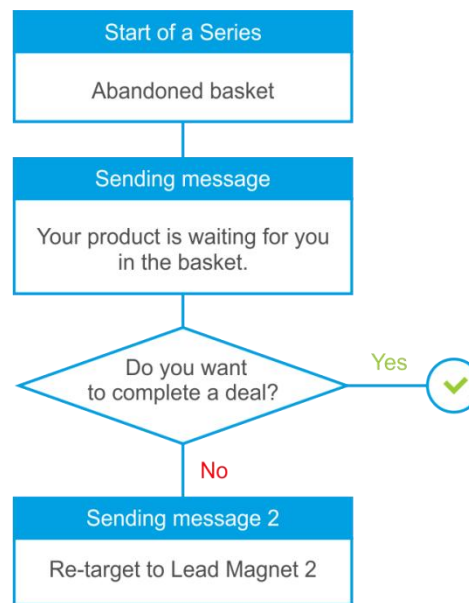 Start of a Series
Abandoned basket
Sending message
Your product is waiting for you
in the basket.
Do you want
to complete a deal?
Yes
No
Sending message 2
Re-target to Lead Magnet 2